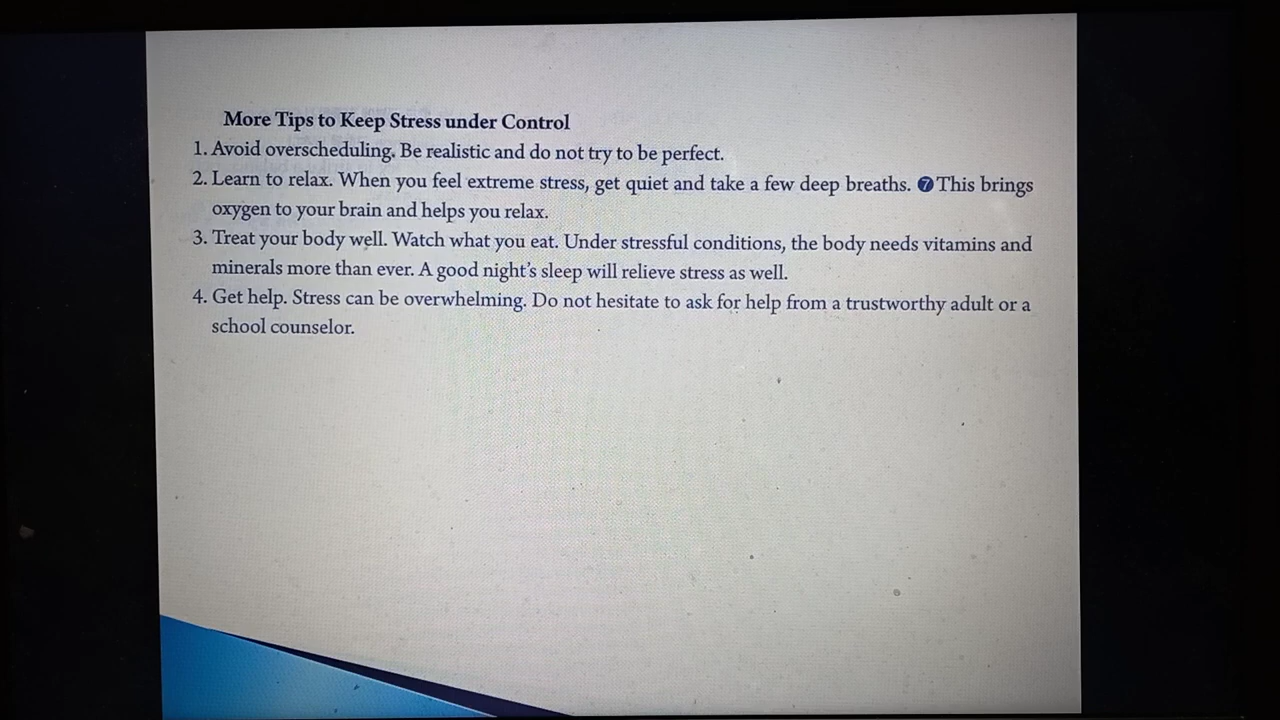 More Tips to Keep Stress under Control
1. Avoid overscheduling. Be realistic and do not try to be perfect.
2. Learn to relax. When you feel extreme stress, get quiet and take a few deep breaths. ❼ This brings
oxygen to your brain and helps you relax.
3. Treat your body well. Watch what you eat. Under stressful conditions, the body needs vitamins and
minerals more than ever. A good night's sleep will relieve stress as well.
4. Get help. Stress can be overwhelming. Do not hesitate to ask for help from a trustworthy adult or a
school counselor.